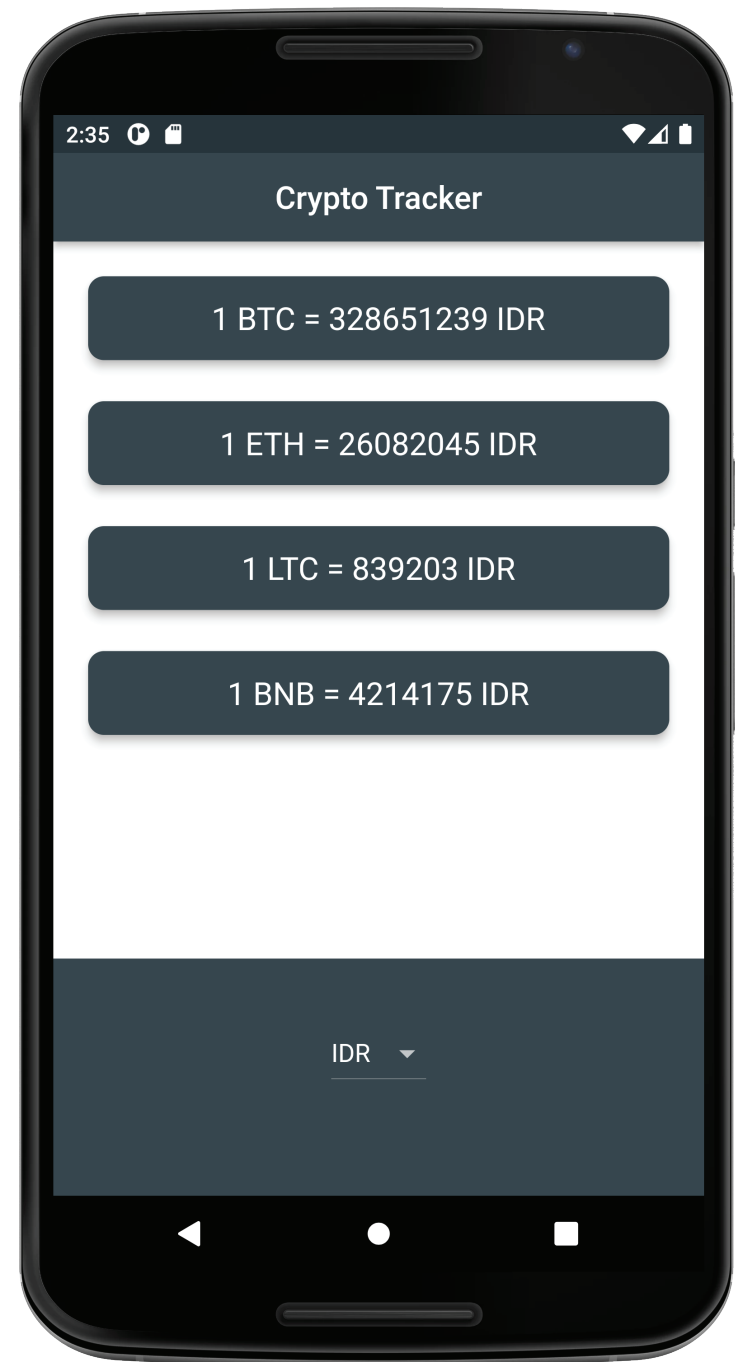 2:35
Crypto Tracker
1 BTC = 328651239 IDR
1 ETH = 26082045 IDR
1 LTC = 839203 IDR
1 BNB = 4214175 IDR
IDR